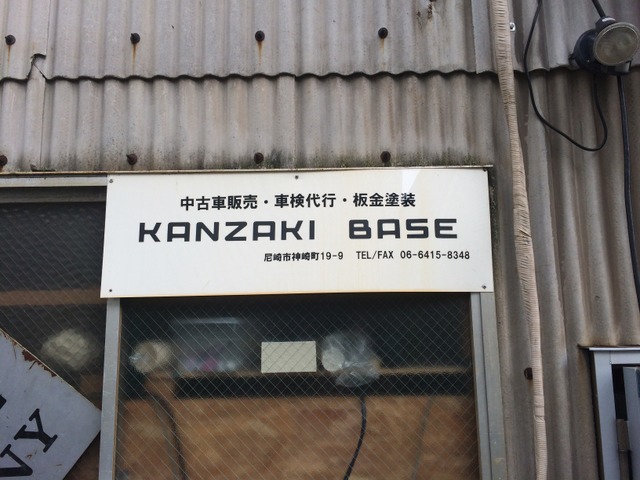 中古車販売・車検代行・板金塗装
KANZAKI BASE
尼崎市神崎町19-9 TEL/FAX 06-6415-8348